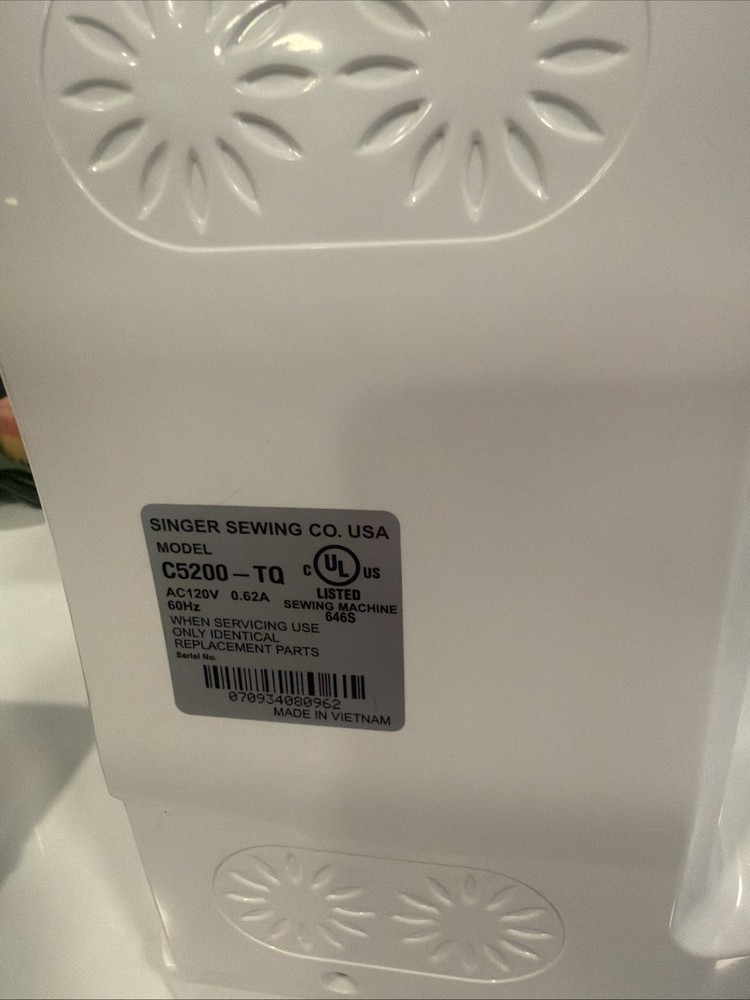 SINGER SEWING CO. USA
MODEL
C5200-TQ
C UL US
LISTED
AC120V 0.62A
60Hz
SEWING MACHINE
646S
WHEN SERVICING USE
ONLY IDENTICAL
REPLACEMENT PARTS
Serial No.
070934080962
MADE IN VIETNAM